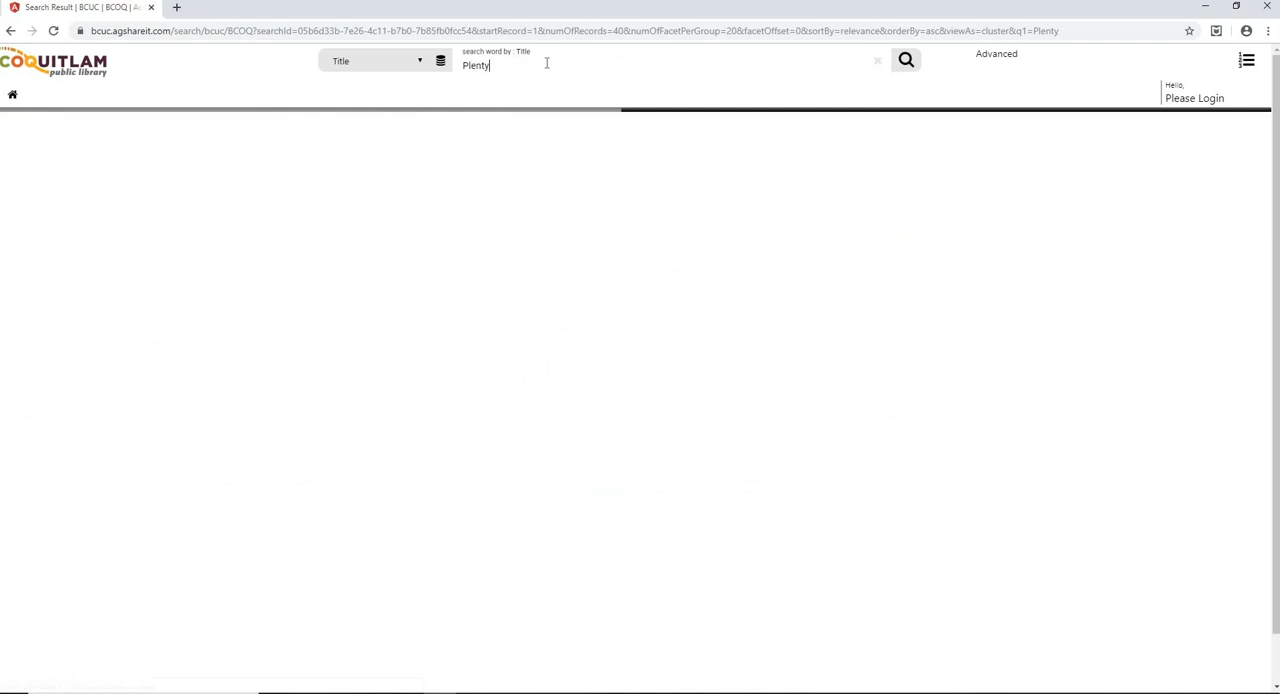 Search Result | BCUC | BCOQ | A
bcuc.agshareit.com/search/bcuc/BCOQ?searchId=05b6d33b-7e26-4c11-b7b0-7b85fb0fcc54&startRecord=1&numOfRecords=40&numOfFacetPerGroup=20&facetOffset=0&sortBy=relevance&orderBy=asc&viewAs=cluster&q1=Plenty
COQUITLAM
public library
Title
search word by : Title
Plenty
Advanced
Hello,
Please Login